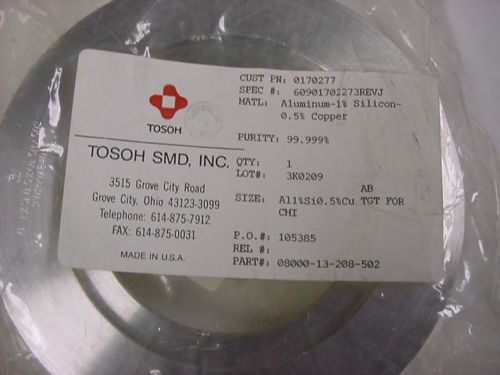 TOSOH
TOSOH SMD, INC.
3515 Grove City Road
Grove City, Ohio 43123-3099
Telephone: 614-875-7912
FAX: 614-875-0031
MADE IN U.S.A.
CUST PN: 0170277
SPEC #: 60901702273REVJ
MATL: Aluminum-1% Silicon-
0.5% Copper
PURITY: 99.999%
QTY: 1
LOT#: 3K0209
AB
SIZE: Al1%Si0.5%Cu TGT FOR
CMI
P.O.#: 105385
REL #:
PART#: 08000-13-208-502